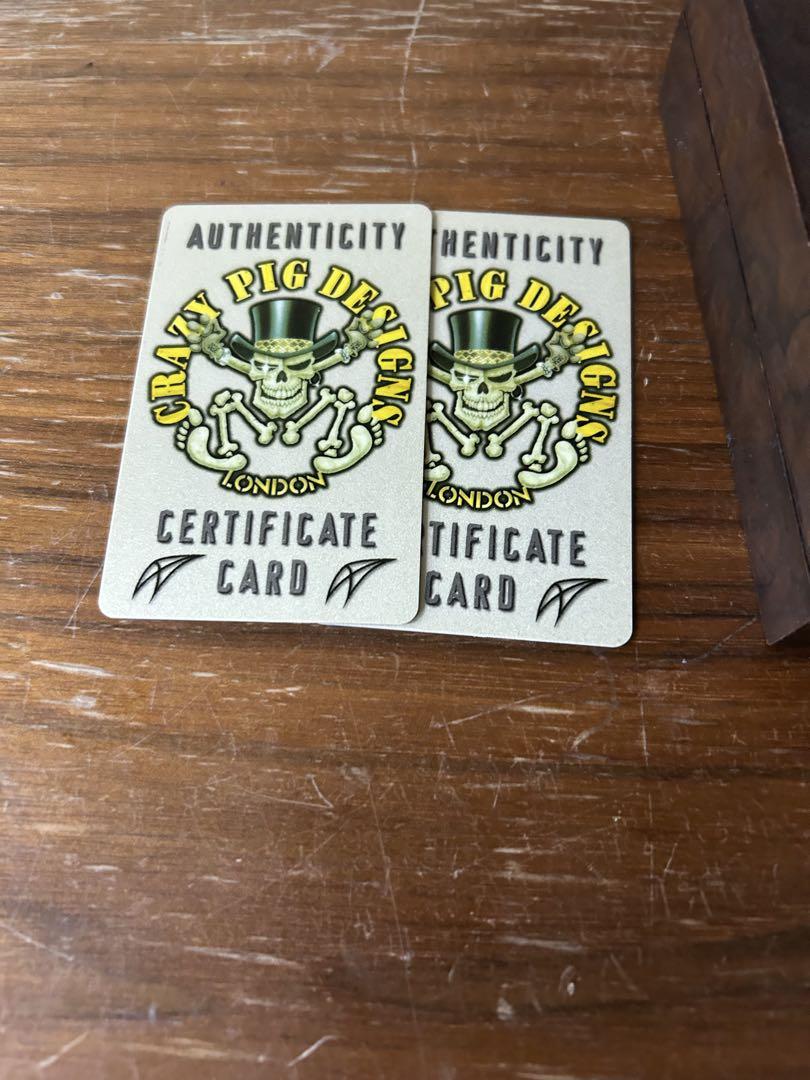 AUTHENTICITY
CRAZY PIG DESIGNS
LONDON
CERTIFICATE
CARD
THENTICITY
PIG DESIGNS
LONDON
TIFICATE
CARD